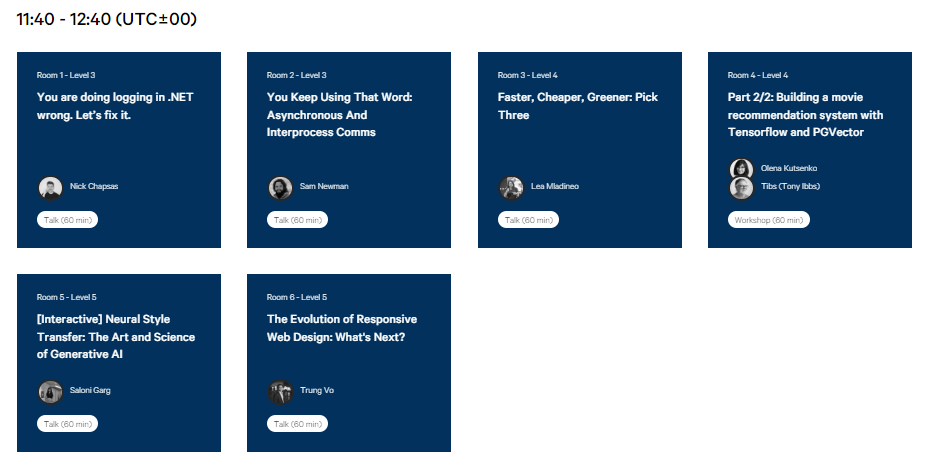 11:40 - 12:40 (UTC±00)
Room 1 - Level 3
You are doing logging in .NET
wrong. Let's fix it.
Nick Chapsas
Talk (60 min)
Room 2 - Level 3
You Keep Using That Word:
Asynchronous And
Interprocess Comms
Sam Newman
Talk (60 min)
Room 3 - Level 4
Faster, Cheaper, Greener: Pick
Three
Lea Mladineo
Talk (60 min)
Room 4 - Level 4
Part 2/2: Building a movie
recommendation system with
Tensorflow and PGVector
Olena Kutsenko
Tibs (Tony Ibbs)
Workshop (60 min)
Room 5 - Level 5
[Interactive] Neural Style
Transfer: The Art and Science
of Generative AI
Saloni Garg
Talk (60 min)
Room 6 - Level 5
The Evolution of Responsive
Web Design: What's Next?
Trung Vo
Talk (60 min)